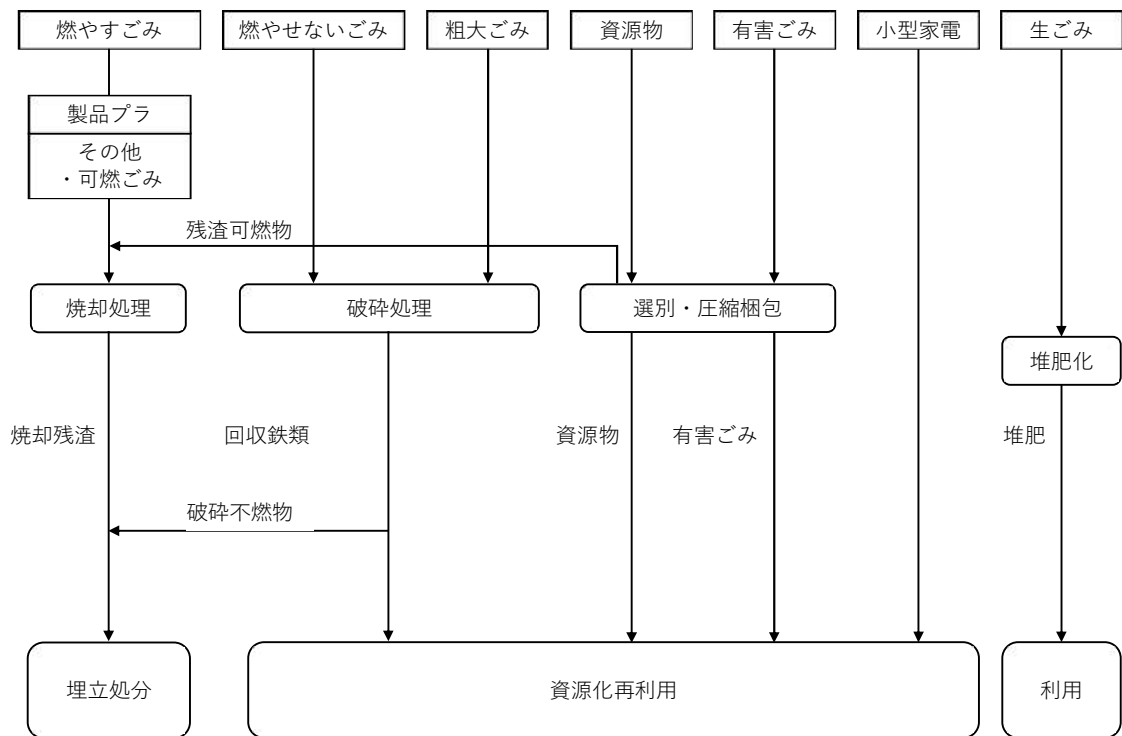 燃やすごみ
燃やせないごみ
粗大ごみ
資源物
有害ごみ
小型家電
生ごみ
製品プラ
その他
・可燃ごみ
残渣可燃物
焼却処理
破砕処理
選別・圧縮梱包
堆肥化
焼却残渣
回収鉄類
資源物
有害ごみ
堆肥
破砕不燃物
埋立処分
資源化再利用
利用